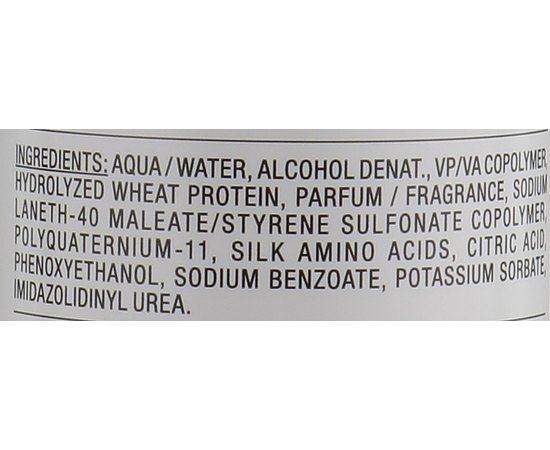 INGREDIENTS: AQUA / WATER, ALCOHOL DENAT., VP/VA COPOLYMER,
HYDROLYZED WHEAT PROTEIN, PARFUM / FRAGRANCE, SODIUM
LANETH-40 MALEATE/STYRENE SULFONATE COPOLYMER,
POLYQUATERNIUM-11, SILK AMINO ACIDS, CITRIC ACID,
PHENOXYETHANOL, SODIUM BENZOATE, POTASSIUM SORBATE,
IMIDAZOLIDINYL UREA.